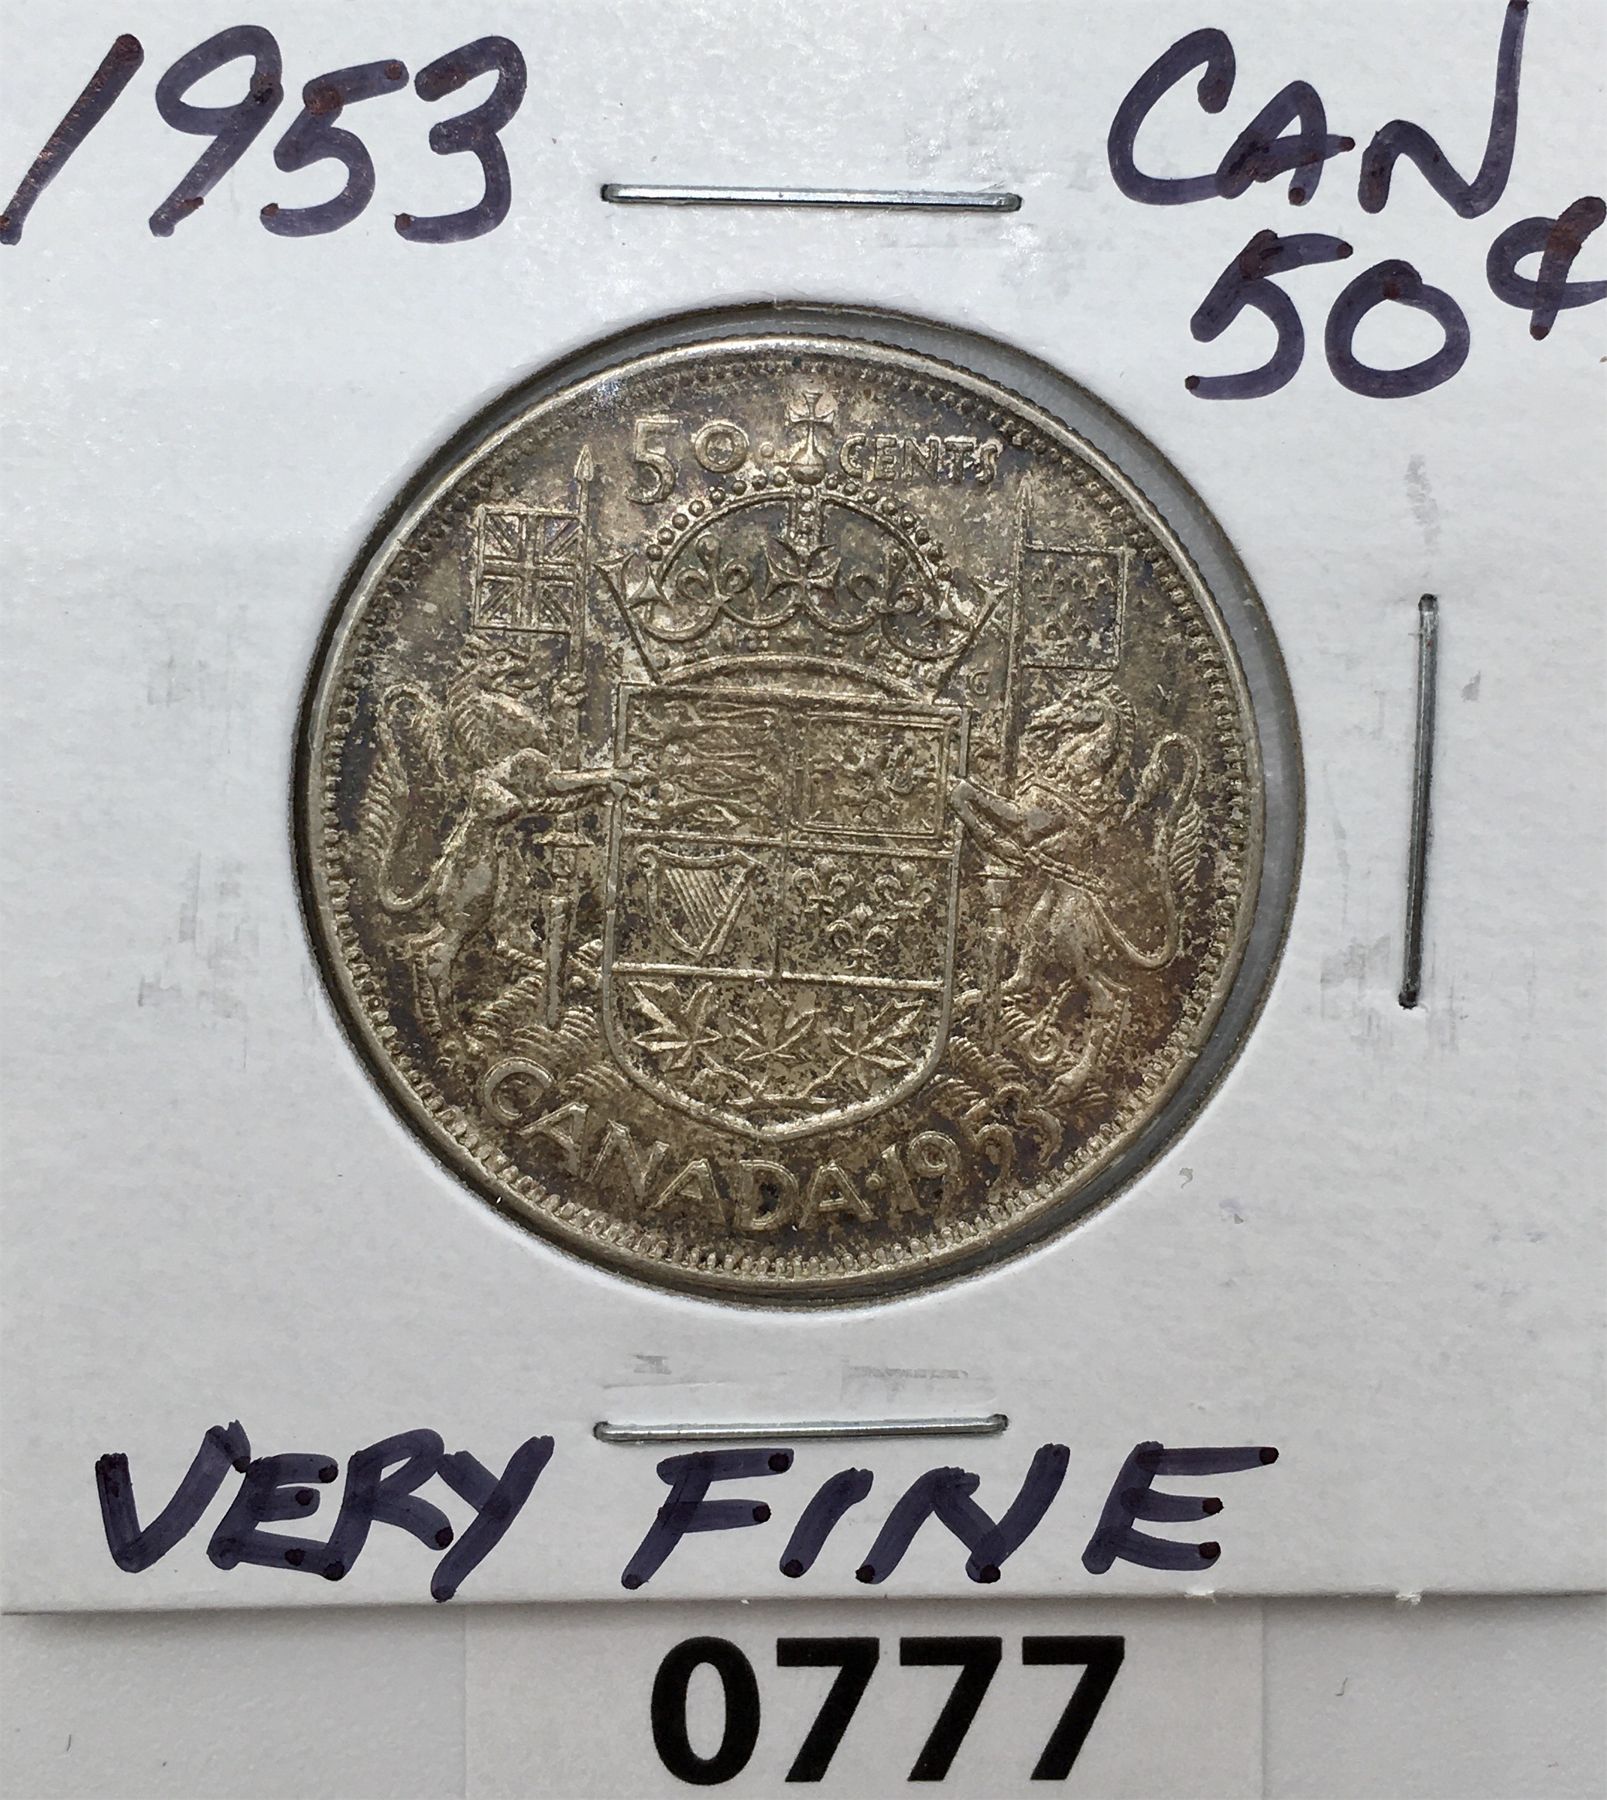 1953
CAN
50¢
50 · CENTS
G
CANADA · 1953
VERY FINE
0777